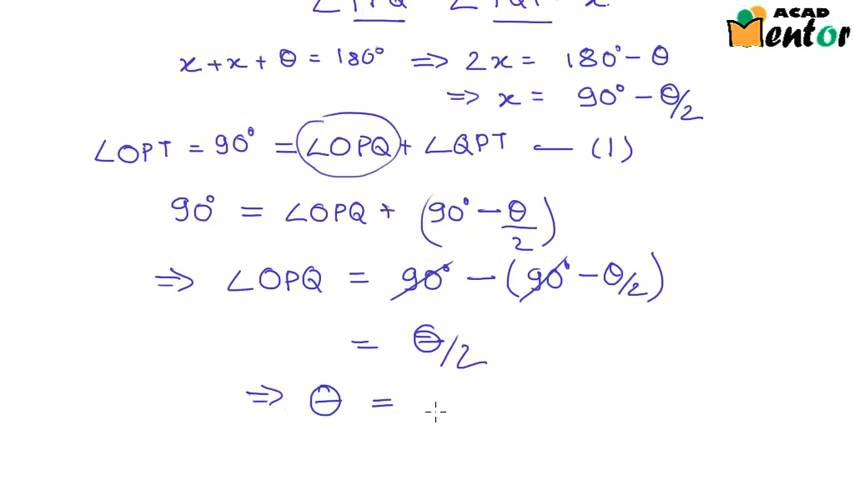 ACAD
Mentor
x + x + θ = 180° ⟹ 2x = 180° − θ
⟹ x = 90° − θ/2
∠OPT = 90° = ∠OPQ + ∠QPT — (1)
90° = ∠OPQ + (90° − θ/2)
⟹ ∠OPQ = 90° − (90° − θ/2)
= θ/2
⟹ θ =